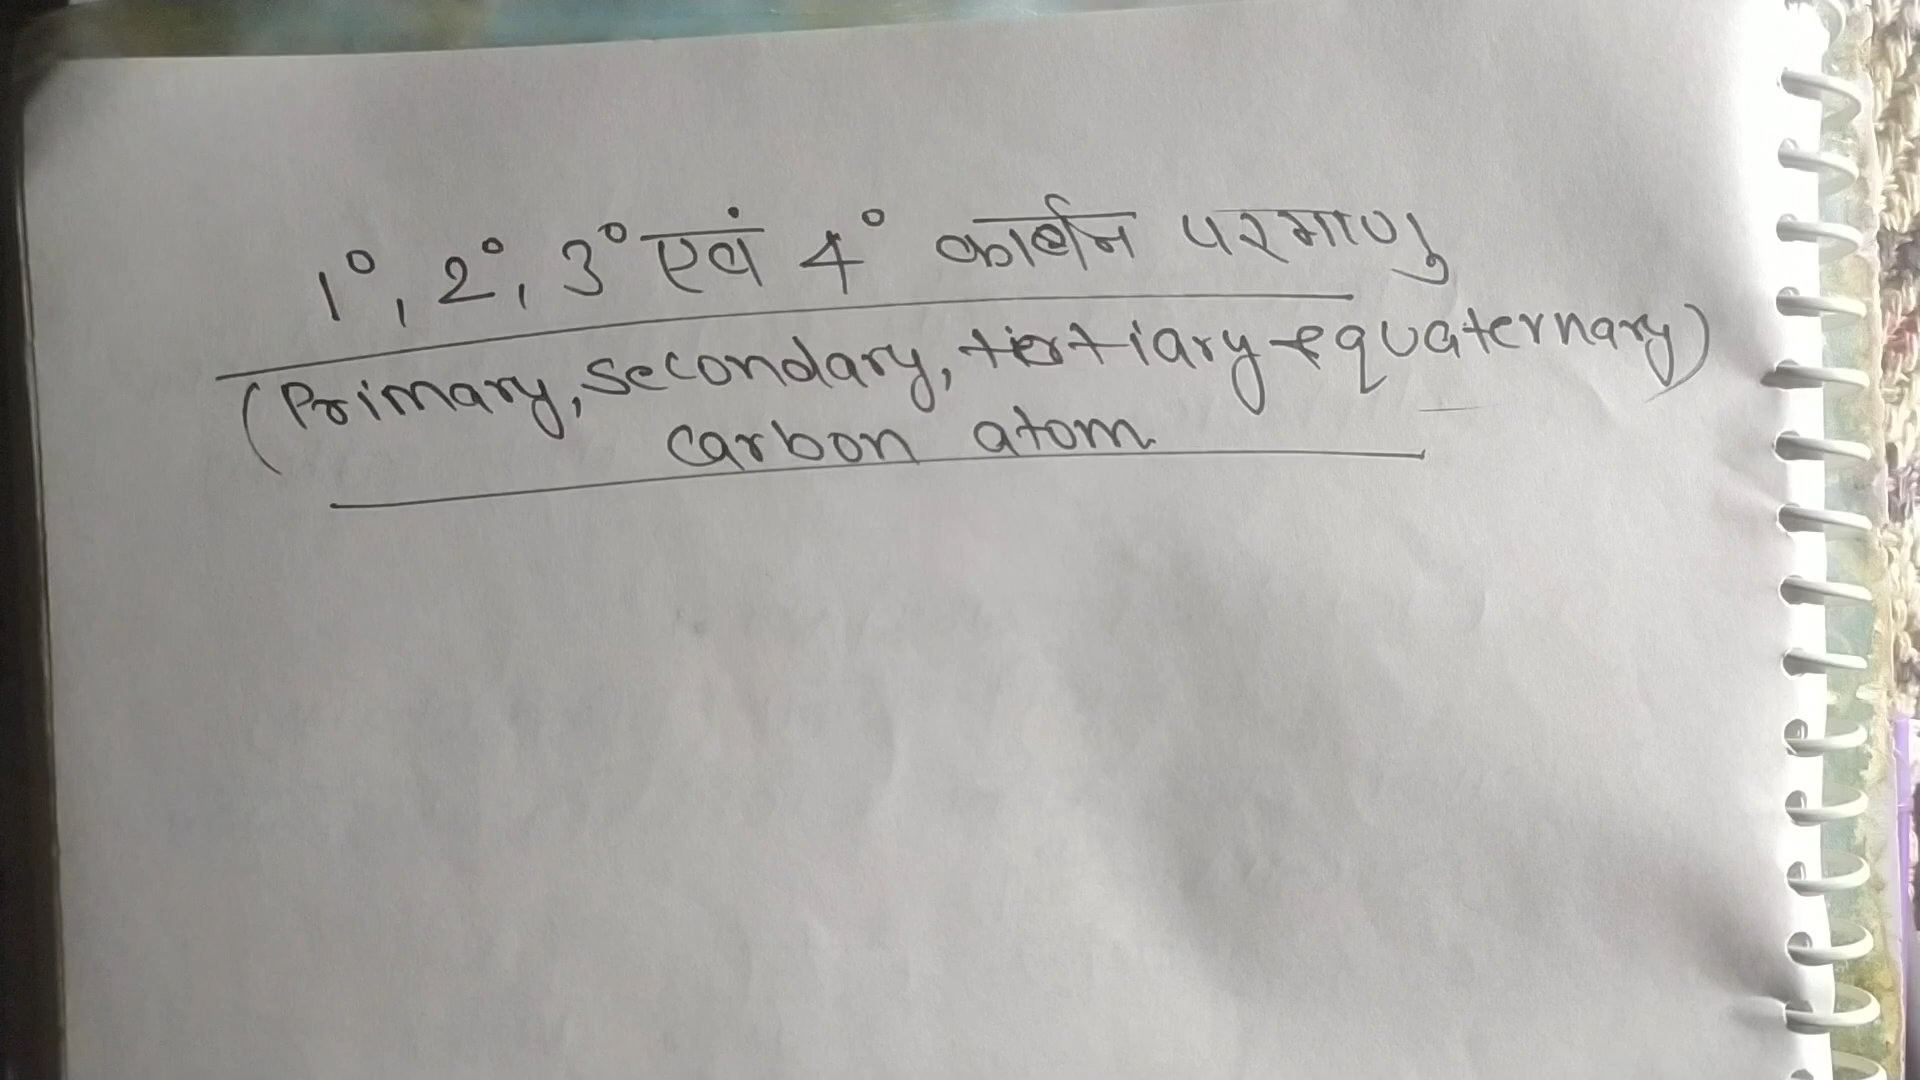 1°, 2°, 3° एवं 4° कार्बन परमाणु
(Primary, Secondary, tertiary & quaternary)
carbon atom